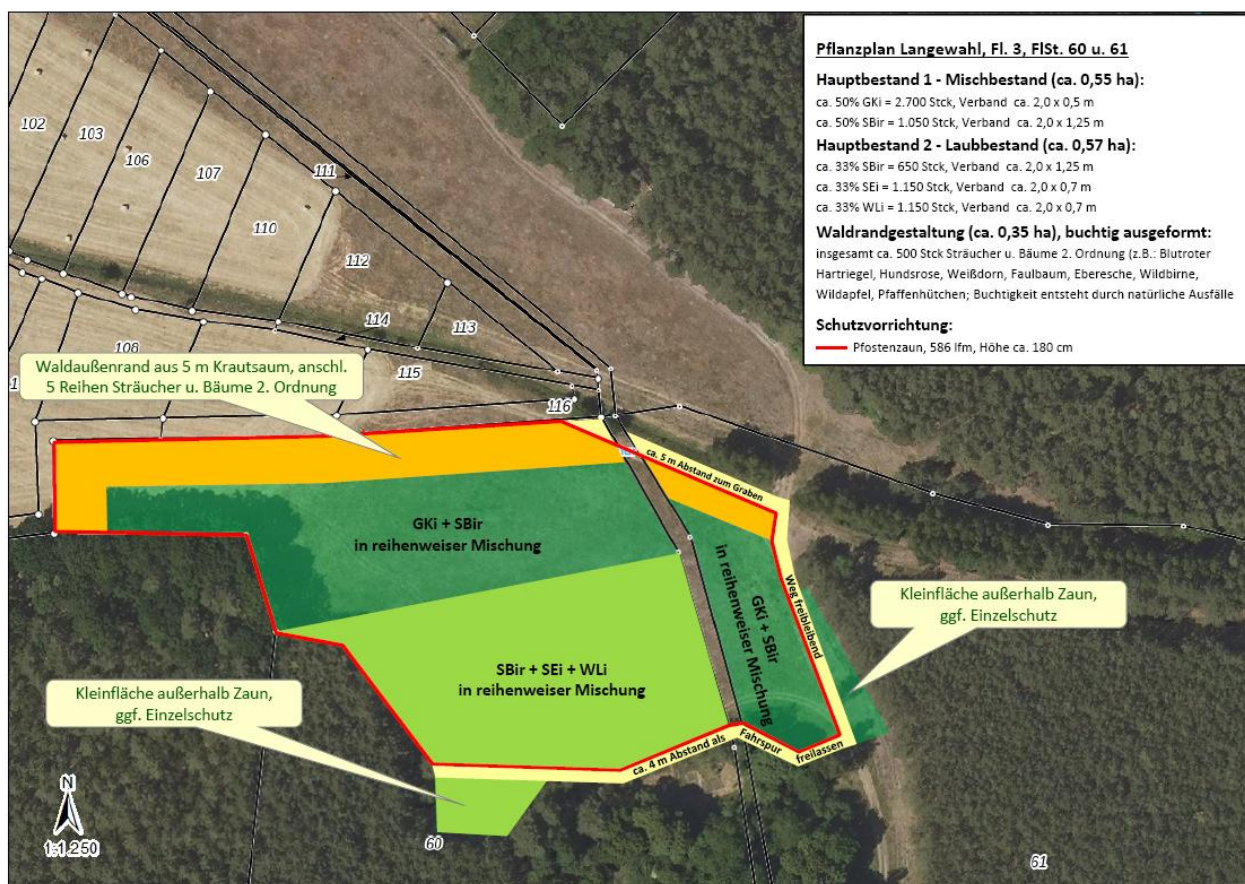 Pflanzplan Langewahl, Fl. 3, FlSt. 60 u. 61
Hauptbestand 1 - Mischbestand (ca. 0,55 ha):
ca. 50% GKi = 2.700 Stck, Verband ca. 2,0 x 0,5 m
ca. 50% SBir = 1.050 Stck, Verband ca. 2,0 x 1,25 m
Hauptbestand 2 - Laubbestand (ca. 0,57 ha):
ca. 33% SBir = 650 Stck, Verband ca. 2,0 x 1,25 m
ca. 33% SEi = 1.150 Stck, Verband ca. 2,0 x 0,7 m
ca. 33% WLi = 1.150 Stck, Verband ca. 2,0 x 0,7 m
Waldrandgestaltung (ca. 0,35 ha), buchtig ausgeformt:
insgesamt ca. 500 Stck Sträucher u. Bäume 2. Ordnung (z.B.: Blutroter
Hartriegel, Hundsrose, Weißdorn, Faulbaum, Eberesche, Wildbirne,
Wildapfel, Pfaffenhütchen; Buchtigkeit entsteht durch natürliche Ausfälle
Schutzvorrichtung:
Pfostenzaun, 586 lfm, Höhe ca. 180 cm
102
103
106
107
110
111
112
113
114
108
115
116
Waldaußenrand aus 5 m Krautsaum, anschl.
5 Reihen Sträucher u. Bäume 2. Ordnung
ca. 5 m Abstand zum Graben
GKi + SBir
in reihenweiser Mischung
GKi + SBir
in reihenweiser Mischung
Weg freibleibend
Kleinfläche außerhalb Zaun,
ggf. Einzelschutz
SBir + SEi + WLi
in reihenweiser Mischung
Kleinfläche außerhalb Zaun,
ggf. Einzelschutz
ca. 4 m Abstand als
Fahrspur
freilassen
N
1:1.250
60
61